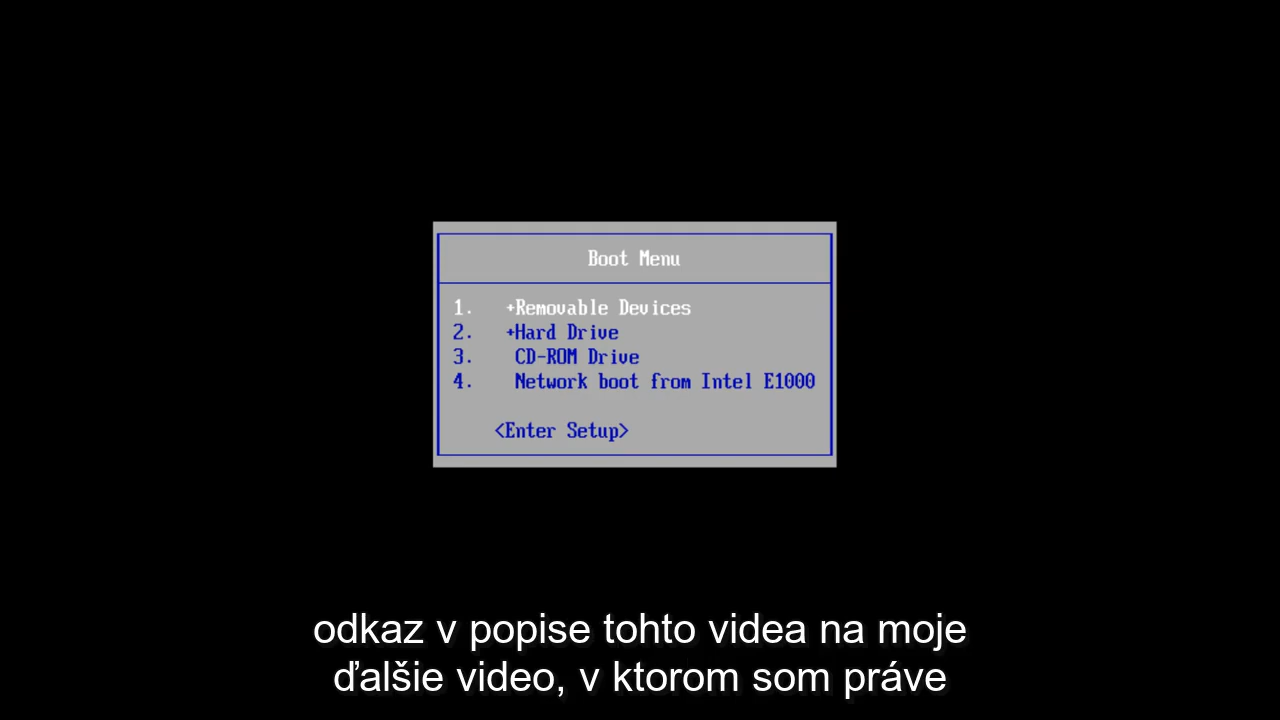 Boot Menu
1. +Removable Devices
2. +Hard Drive
3. CD-ROM Drive
4. Network boot from Intel E1000
<Enter Setup>
odkaz v popise tohto videa na moje
ďalšie video, v ktorom som práve